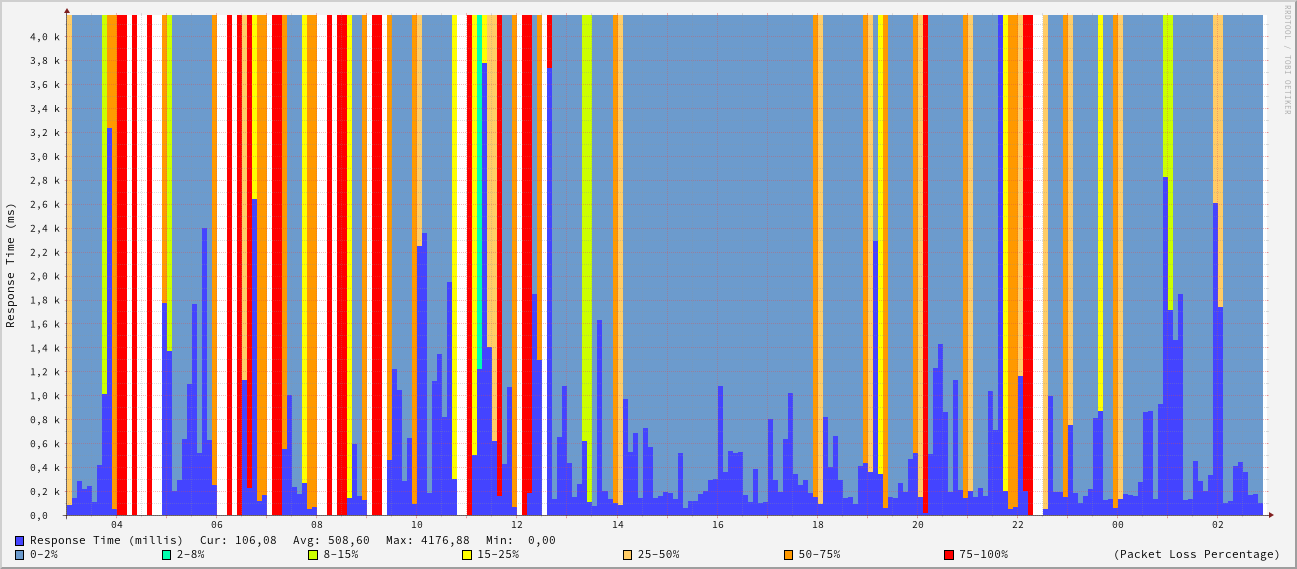 RRDTOOL / TOBI OETIKER
Response Time (ms)
4,0 k
3,8 k
3,6 k
3,4 k
3,2 k
3,0 k
2,8 k
2,6 k
2,4 k
2,2 k
2,0 k
1,8 k
1,6 k
1,4 k
1,2 k
1,0 k
0,8 k
0,6 k
0,4 k
0,2 k
0,0
04 06 08 10 12 14 16 18 20 22 00 02
Response Time (millis) Cur: 106,08 Avg: 508,60 Max: 4176,88 Min: 0,00
0-2% 2-8% 8-15% 15-25% 25-50% 50-75% 75-100% (Packet Loss Percentage)